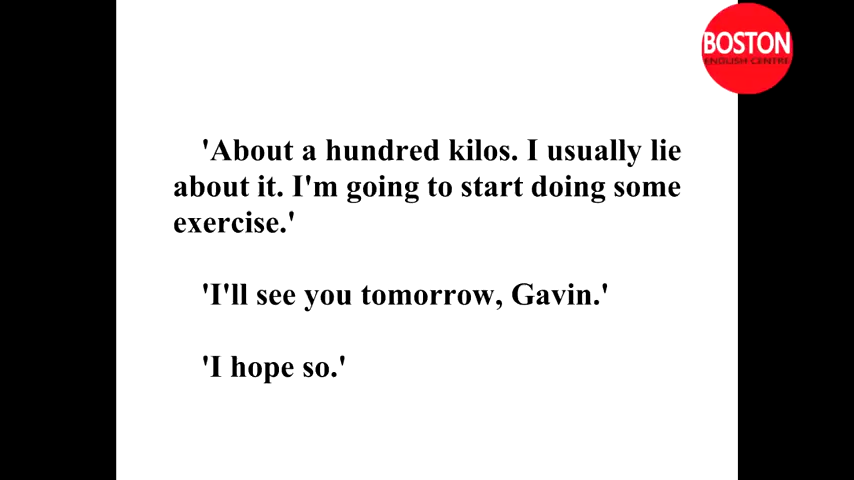 BOSTON
ENGLISH CENTRE
'About a hundred kilos. I usually lie
about it. I'm going to start doing some
exercise.'
'I'll see you tomorrow, Gavin.'
'I hope so.'